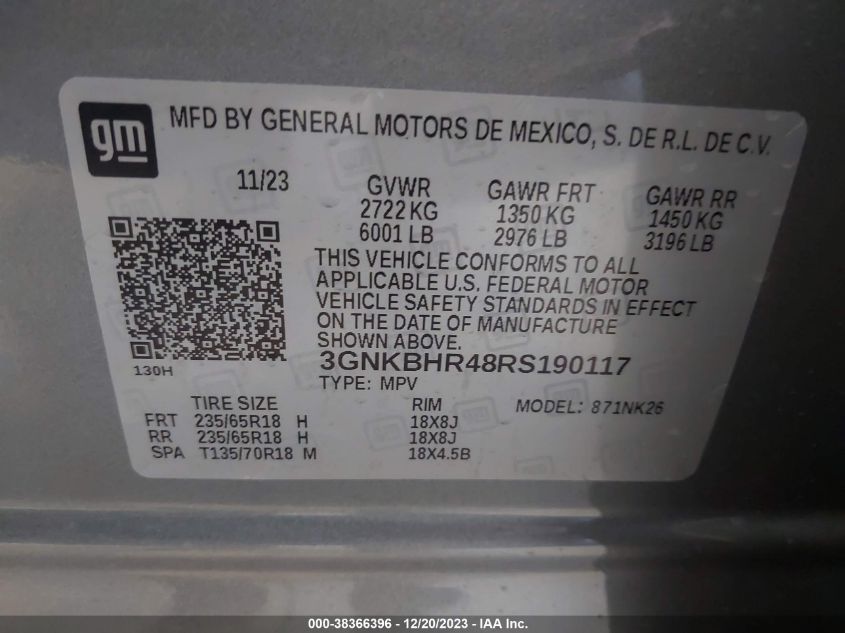 gm
MFD BY GENERAL MOTORS DE MEXICO, S. DE R.L. DE C.V.
11/23 GVWR GAWR FRT GAWR RR
2722 KG 1350 KG 1450 KG
6001 LB 2976 LB 3196 LB
THIS VEHICLE CONFORMS TO ALL
APPLICABLE U.S. FEDERAL MOTOR
VEHICLE SAFETY STANDARDS IN EFFECT
ON THE DATE OF MANUFACTURE
SHOWN ABOVE.
130H 3GNKBHR48RS190117
TYPE: MPV
TIRE SIZE RIM MODEL: 871NK26
FRT 235/65R18 H 18X8J
RR 235/65R18 H 18X8J
SPA T135/70R18 M 18X4.5B
000-38366396 - 12/20/2023 - IAA Inc.